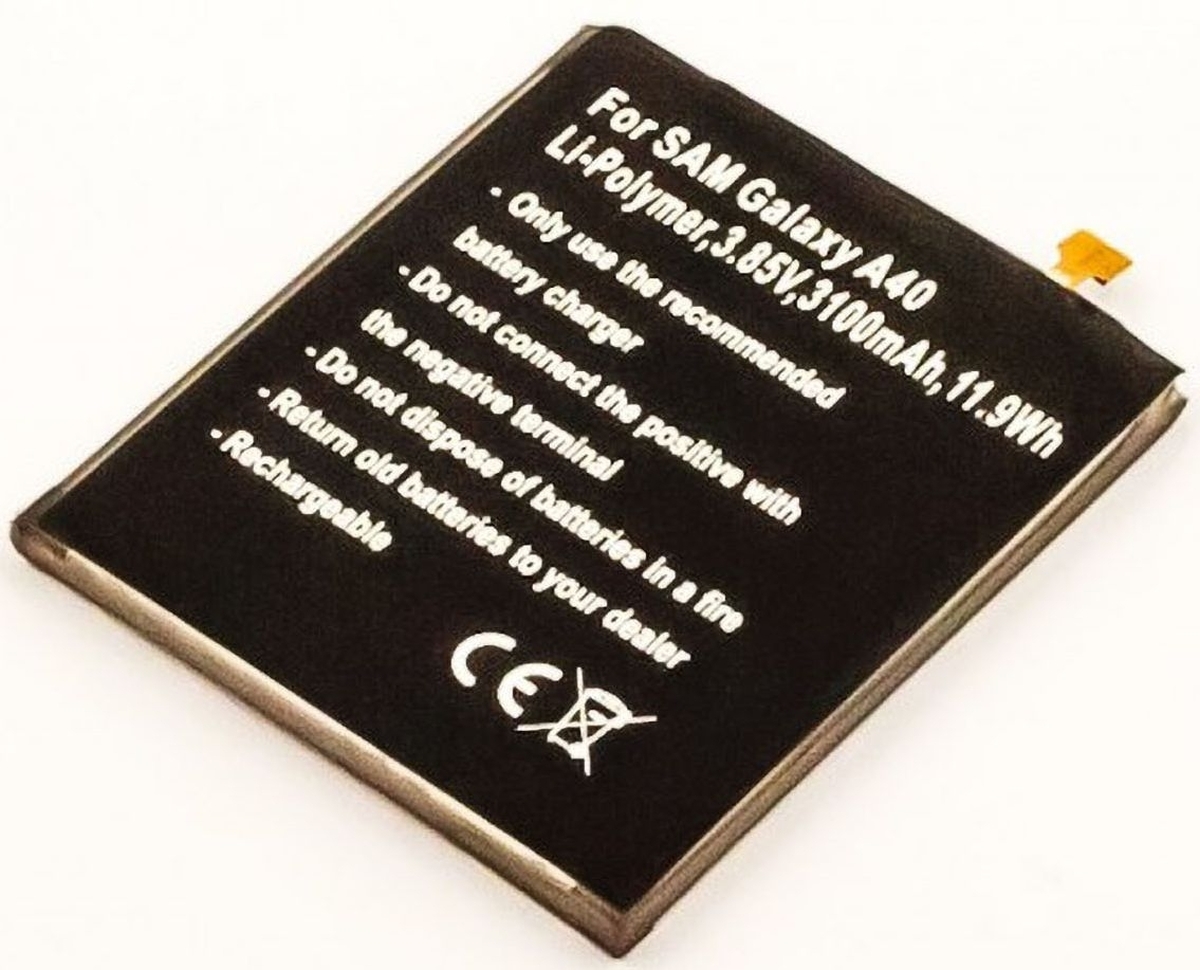 For SAM Galaxy A40
Li-Polymer,3.85V,3100mAh,11.9Wh
· Only use the recommended
battery charger
· Do not connect the positive with
the negative terminal
· Do not dispose of batteries in a fire
· Return old batteries to your dealer
· Rechargeable
CE